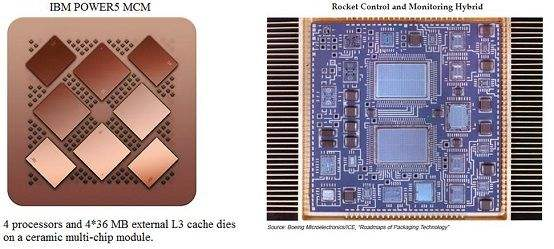 IBM POWER5 MCM
4 processors and 4*36 MB external L3 cache dies
on a ceramic multi-chip module.
Rocket Control and Monitoring Hybrid
Source: Boeing Microelectronics/ICE, "Roadmaps of Packaging Technology"